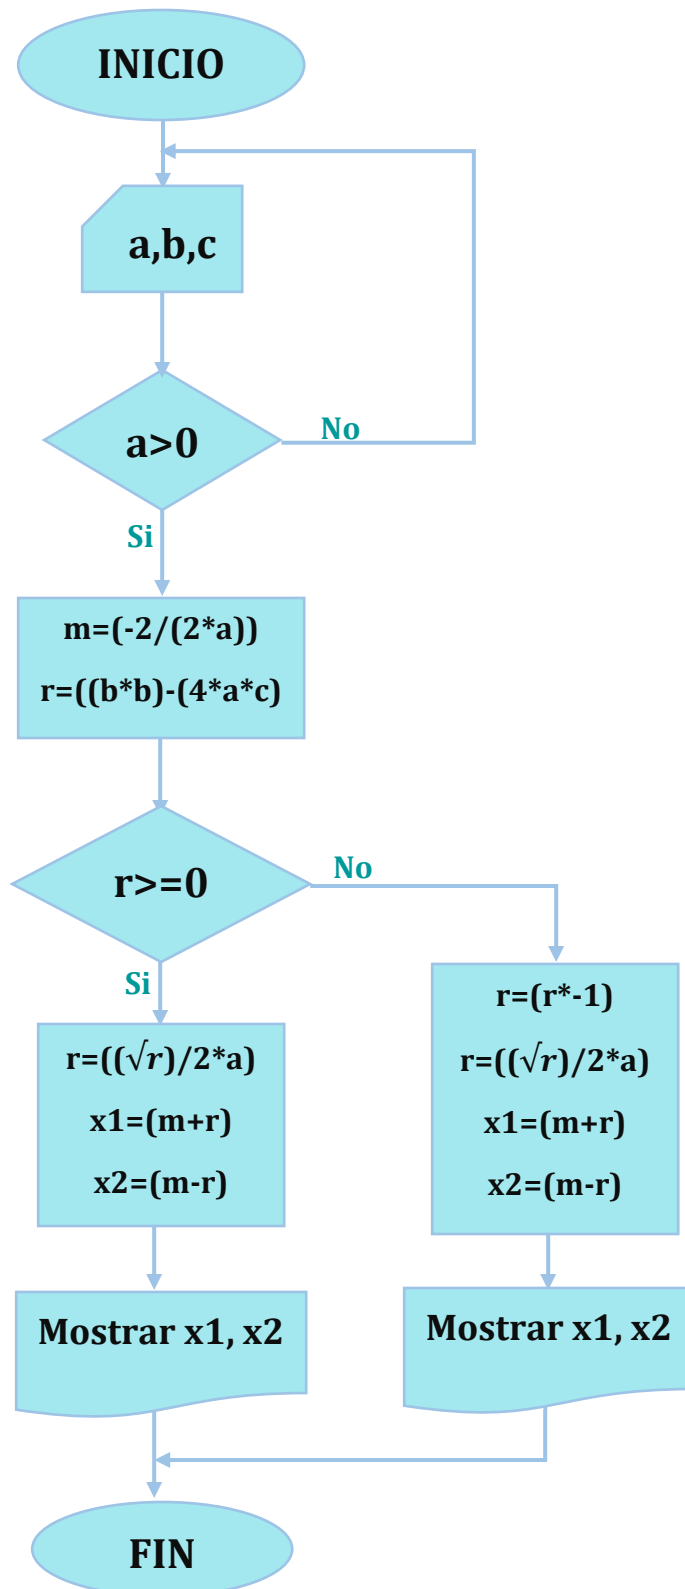 INICIO
a,b,c
a>0
No
Si
m=(-2/(2*a))
r=((b*b)-(4*a*c)
r>=0
No
Si
r=((√r)/2*a)
x1=(m+r)
x2=(m-r)
Mostrar x1, x2
r=(r*-1)
r=((√r)/2*a)
x1=(m+r)
x2=(m-r)
Mostrar x1, x2
FIN